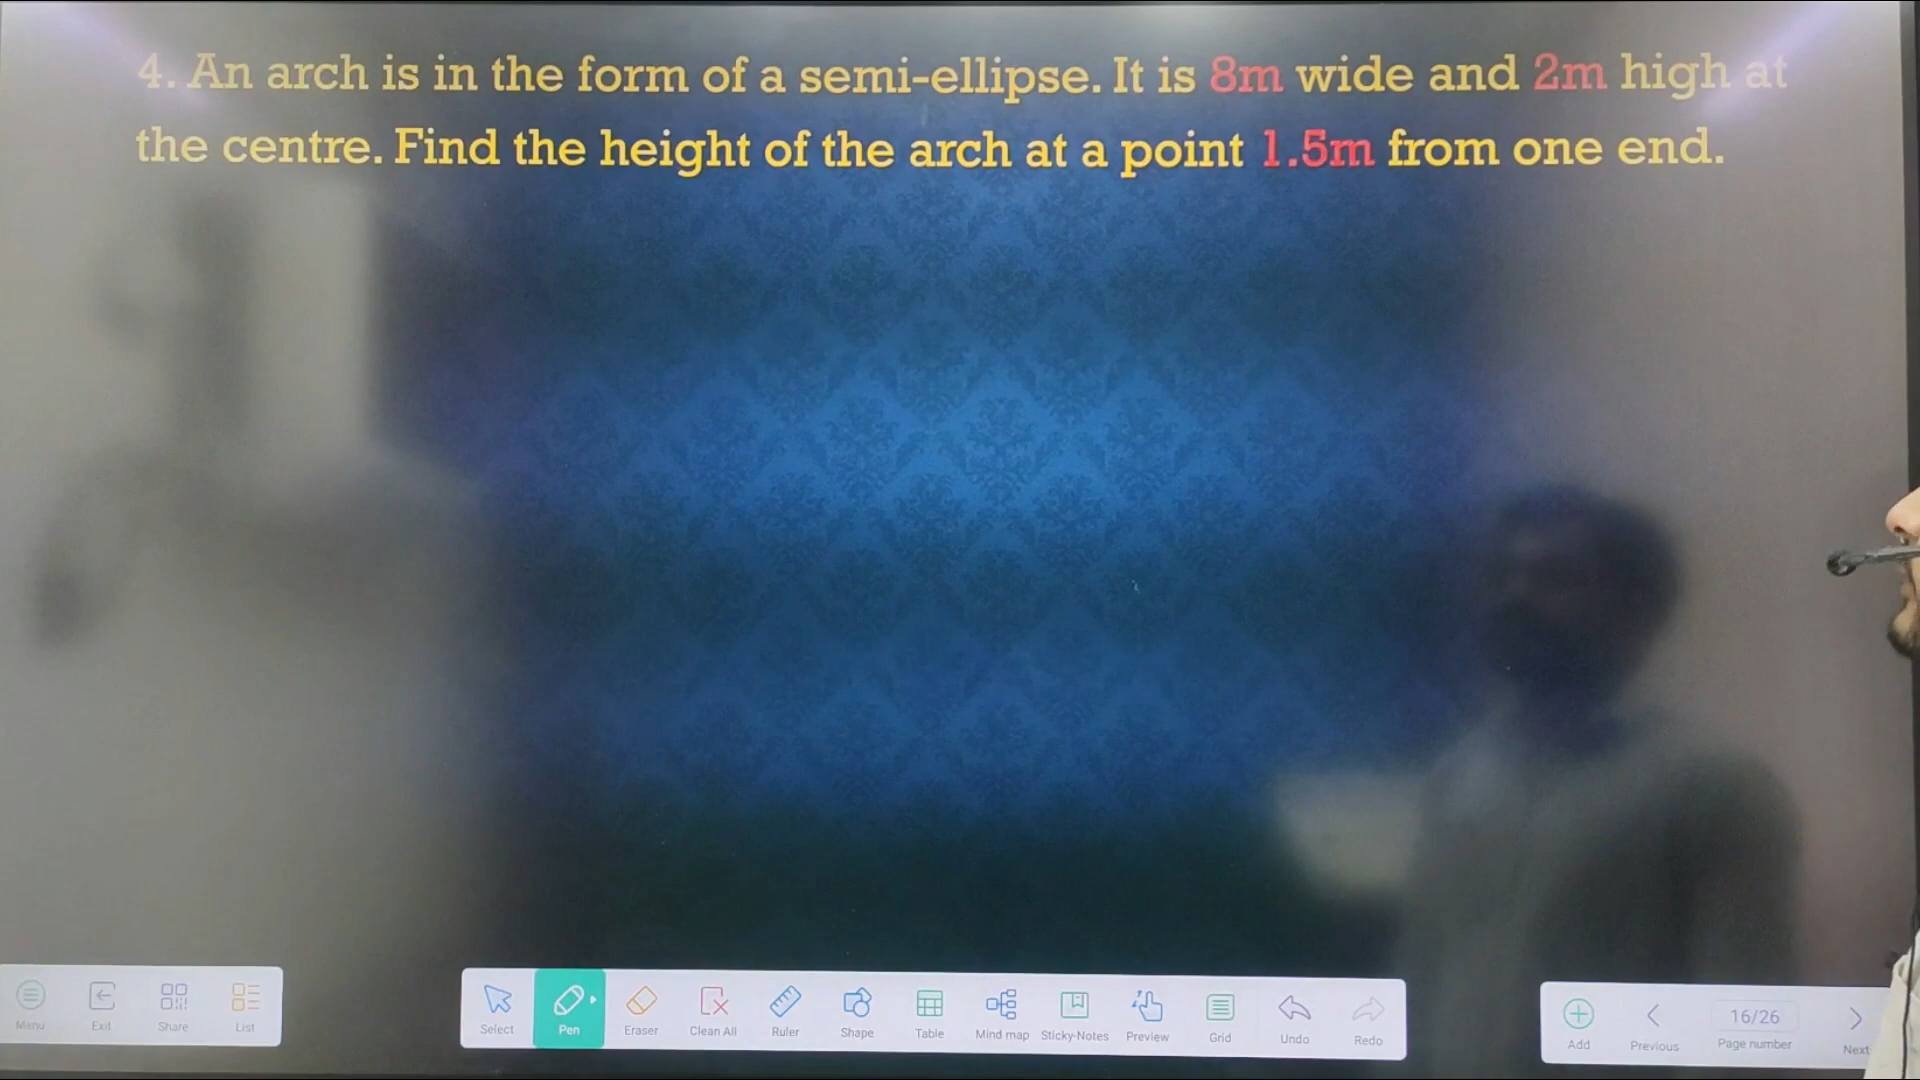 4. An arch is in the form of a semi-ellipse. It is 8m wide and 2m high at
the centre. Find the height of the arch at a point 1.5m from one end.
Menu
Exit
Share
List
Select
Pen
Eraser
Clean All
Ruler
Shape
Table
Mind map
Sticky-Notes
Preview
Grid
Undo
Redo
Add
Previous
16/26
Page number
Next